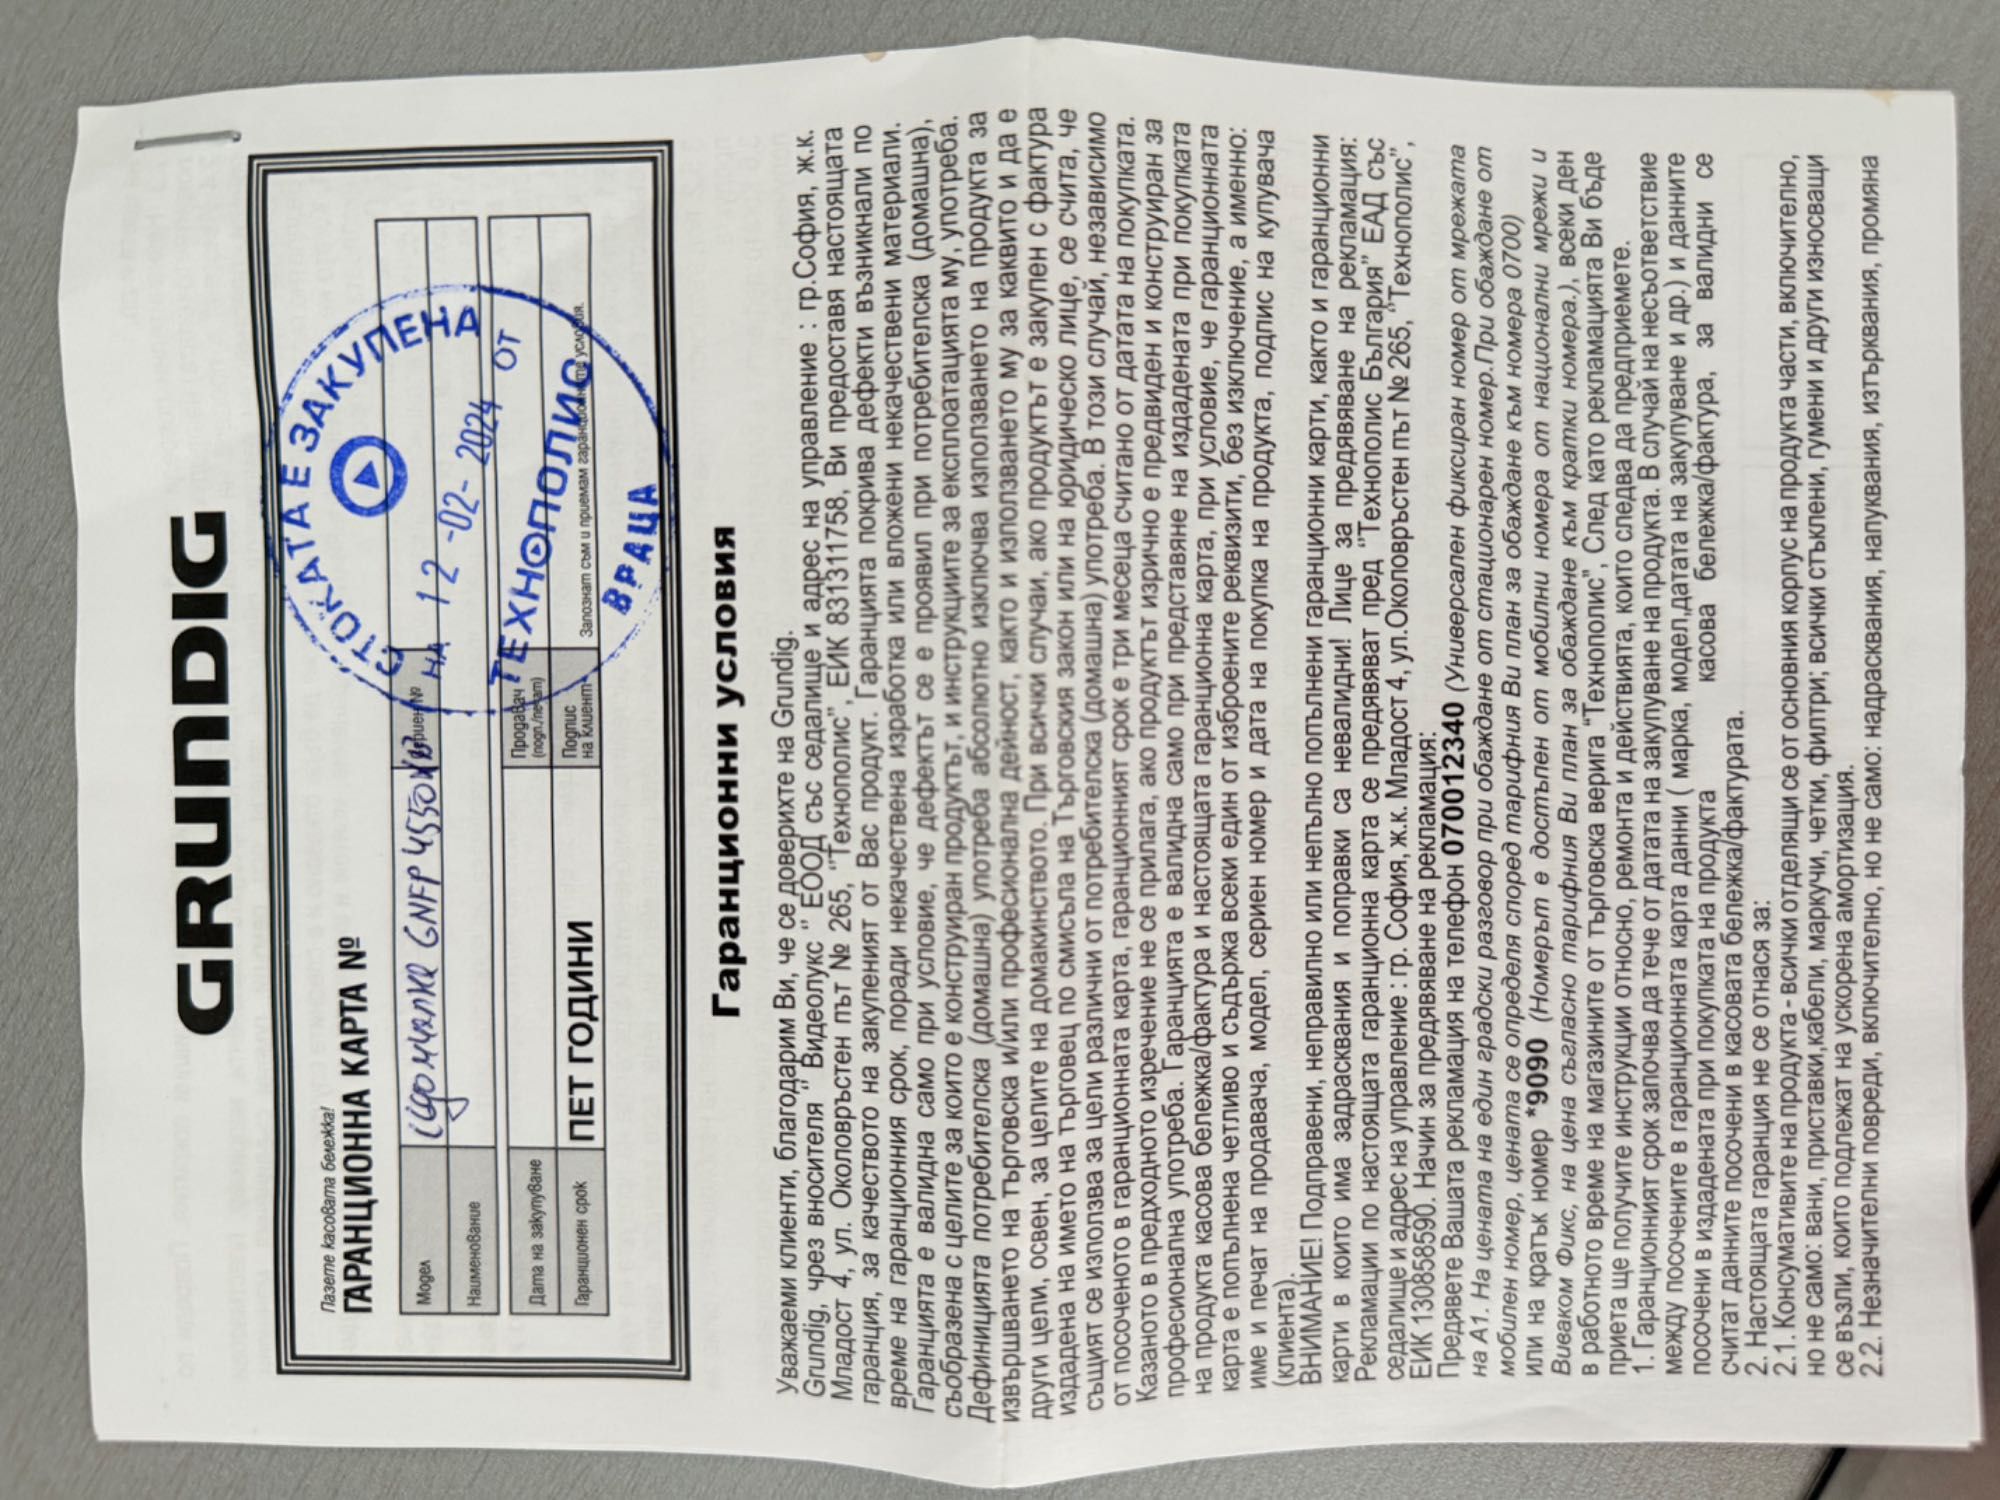 GRUNDIG
Пазете касовата бележка!
ГАРАНЦИОННА КАРТА №
Модел
GNFP 4550
Сериен №
Наименование
Дата на закупуване
Продавач
(подп./печат)
Гаранционен срок
ПЕТ ГОДИНИ
Подпис
на клиент
Запознат съм и приемам гаранционните условия.
СТОКАТА Е ЗАКУПЕНА
НА 12 -02- 2024 ОТ
ТЕХНОПОЛИС
ВРАЦА
Гаранционни условия
Уважаеми клиенти, благодарим Ви, че се доверихте на Grundig.
Grundig, чрез вносителя " Видеолукс " ЕООД със седалище и адрес на управление : гр.София, ж.к.
Младост 4, ул. Околовръстен път № 265, "Технополис", ЕИК 831311758, Ви предоставя настоящата
гаранция, за качеството на закупеният от Вас продукт. Гаранцията покрива дефекти възникнали по
време на гаранционния срок, поради некачествена изработка или вложени некачествени материали.
Гаранцията е валидна само при условие, че дефектът се е проявил при потребителска (домашна),
съобразена с целите за които е конструиран продуктът, и инструкциите за експлоатацията му, употреба.
Дефиницията потребителска (домашна) употреба абсолютно изключва използването на продукта за
извършването на търговска и/или професионална дейност, както и използването му за каквито и да е
други цели, освен, за целите на домакинството. При всички случаи, ако продуктът е закупен с фактура
издадена на името на търговец по смисъла на Търговския закон или на юридическо лице, се счита, че
същият се използва за цели различни от потребителска (домашна) употреба. В този случай, независимо
от посоченото в гаранционната карта, гаранционният срок е три месеца считано от датата на покупката.
Казаното в предходното изречение не се прилага, ако продуктът изрично е предвиден и конструиран за
професионална употреба. Гаранцията е валидна само при представяне на издадената при покупката
на продукта касова бележка/фактура и настоящата гаранционна карта, при условие, че гаранционната
карта е попълнена четливо и съдържа всеки един от изброените реквизити, без изключение, а именно:
име и печат на продавача, модел, сериен номер и дата на покупка на продукта, подпис на купувача
(клиента).
ВНИМАНИЕ! Подправени, неправилно или непълно попълнени гаранционни карти, както и гаранционни
карти в които има задрасквания и поправки са невалидни! Лице за предявяване на рекламация:
Рекламации по настоящата гаранционна карта се предявяват пред "Технополис България" ЕАД със
седалище и адрес на управление : гр. София, ж.к. Младост 4, ул.Околовръстен път № 265, "Технополис",
ЕИК 130858590. Начин за предявяване на рекламация:
Предявете Вашата рекламация на телефон 070012340 (Универсален фиксиран номер от мрежата
на А1. На цената на един градски разговор при обаждане от стационарен номер.При обаждане от
мобилен номер, цената се определя според тарифния Ви план за обаждане към номера 0700)
или на кратък номер *9090 (Номерът е достъпен от мобилни номера от национални мрежи и
Виваком Фикс, на цена съгласно тарифния Ви план за обаждане към кратки номера.), всеки ден
в работното време на магазините от търговска верига "Технополис", След като рекламацията Ви бъде
приета ще получите инструкции относно, ремонта и действията, които следва да предприемете.
1. Гаранционният срок започва да тече от датата на закупуване на продукта. В случай на несъответствие
между посочените в гаранционната карта данни ( марка, модел,датата на закупуване и др.) и данните
посочени в издадената при покупката на продукта касова бележка/фактура, за валидни се
считат данните посочени в касовата бележка/фактурата.
2. Настоящата гаранция не се отнася за:
2.1. Консумативите на продукта - всички отделящи се от основния корпус на продукта части, включително,
но не само: вани, приставки,кабели, маркучи, четки, филтри; всички стъклени, гумени и други износващи
се възли, които подлежат на ускорена амортизация.
2.2. Незначителни повреди, включително, но не само: надрасквания, напуквания, изтърквания, промяна